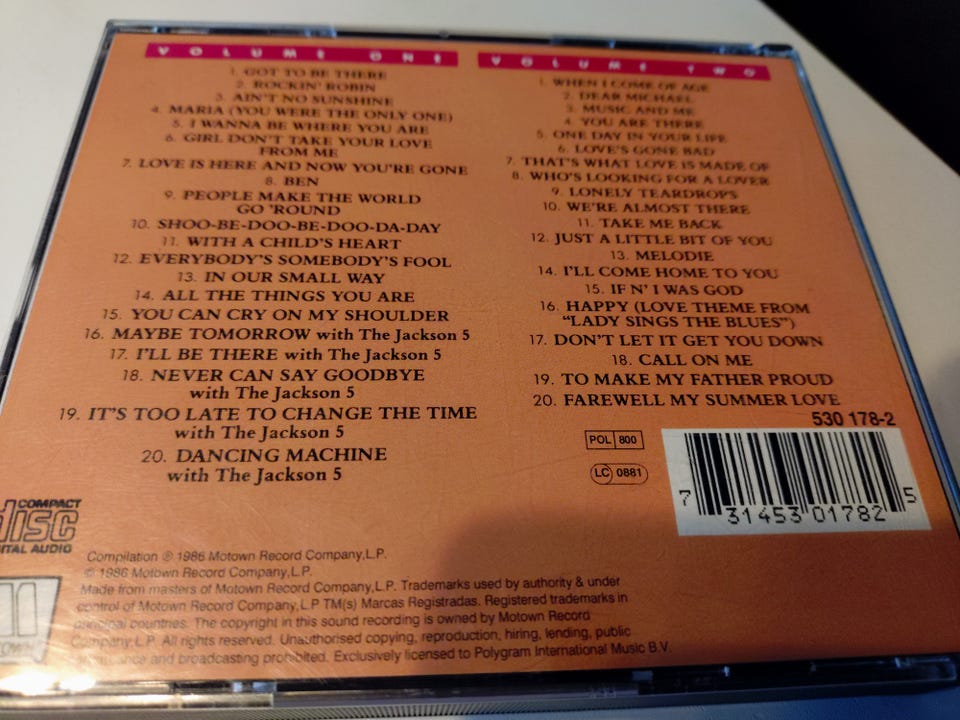 VOLUME ONE
1. GOT TO BE THERE
2. ROCKIN' ROBIN
3. AIN'T NO SUNSHINE
4. MARIA (YOU WERE THE ONLY ONE)
5. I WANNA BE WHERE YOU ARE
6. GIRL DON'T TAKE YOUR LOVE
FROM ME
7. LOVE IS HERE AND NOW YOU'RE GONE
8. BEN
9. PEOPLE MAKE THE WORLD
GO 'ROUND
10. SHOO-BE-DOO-BE-DOO-DA-DAY
11. WITH A CHILD'S HEART
12. EVERYBODY'S SOMEBODY'S FOOL
13. IN OUR SMALL WAY
14. ALL THE THINGS YOU ARE
15. YOU CAN CRY ON MY SHOULDER
16. MAYBE TOMORROW with The Jackson 5
17. I'LL BE THERE with The Jackson 5
18. NEVER CAN SAY GOODBYE
with The Jackson 5
19. IT'S TOO LATE TO CHANGE THE TIME
with The Jackson 5
20. DANCING MACHINE
with The Jackson 5
VOLUME TWO
1. WHEN I COME OF AGE
2. DEAR MICHAEL
3. MUSIC AND ME
4. YOU ARE THERE
5. ONE DAY IN YOUR LIFE
6. LOVE'S GONE BAD
7. THAT'S WHAT LOVE IS MADE OF
8. WHO'S LOOKING FOR A LOVER
9. LONELY TEARDROPS
10. WE'RE ALMOST THERE
11. TAKE ME BACK
12. JUST A LITTLE BIT OF YOU
13. MELODIE
14. I'LL COME HOME TO YOU
15. IF N' I WAS GOD
16. HAPPY (LOVE THEME FROM
"LADY SINGS THE BLUES")
17. DON'T LET IT GET YOU DOWN
18. CALL ON ME
19. TO MAKE MY FATHER PROUD
20. FAREWELL MY SUMMER LOVE
530 178-2
POL 800
LC 0881
7 31453 01782 5
COMPACT
disc
DIGITAL AUDIO
Compilation ℗ 1986 Motown Record Company, L.P.
© 1986 Motown Record Company, L.P.
Made from masters of Motown Record Company, L.P. Trademarks used by authority & under
control of Motown Record Company, L.P TM(s) Marcas Registradas. Registered trademarks in
principal countries. The copyright in this sound recording is owned by Motown Record
Company L.P. All rights reserved. Unauthorised copying, reproduction, hiring, lending, public
and broadcasting prohibited. Exclusively licensed to Polygram International Music B.V.